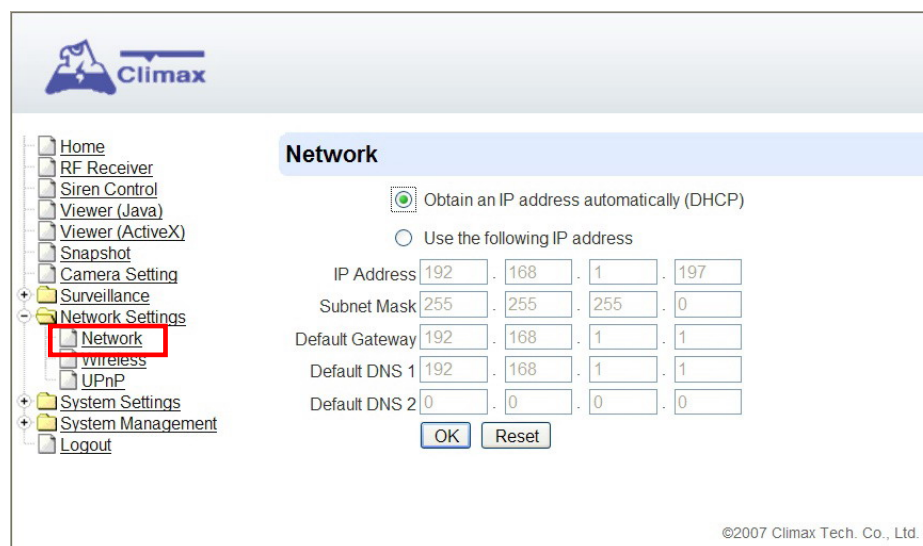 Climax
Home
RF Receiver
Siren Control
Viewer (Java)
Viewer (ActiveX)
Snapshot
Camera Setting
Surveillance
Network Settings
Network
Wireless
UPnP
System Settings
System Management
Logout
Network
Obtain an IP address automatically (DHCP)
Use the following IP address
IP Address 192 . 168 . 1 . 197
Subnet Mask 255 . 255 . 255 . 0
Default Gateway 192 . 168 . 1 . 1
Default DNS 1 192 . 168 . 1 . 1
Default DNS 2 0 . 0 . 0 . 0
OK Reset
©2007 Climax Tech. Co., Ltd.